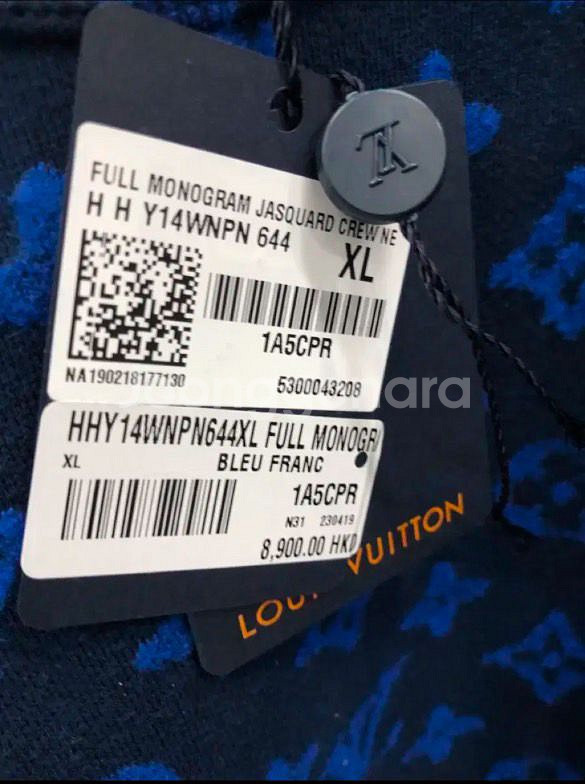 FULL MONOGRAM JASQUARD CREW NE
H H Y14WNPN 644
XL
1A5CPR
NA190218177130
5300043208
HHY14WNPN644XL FULL MONOGR
XL
BLEU FRANC
1A5CPR
N31 230419
8,900.00 HKD
LOUIS VUITTON